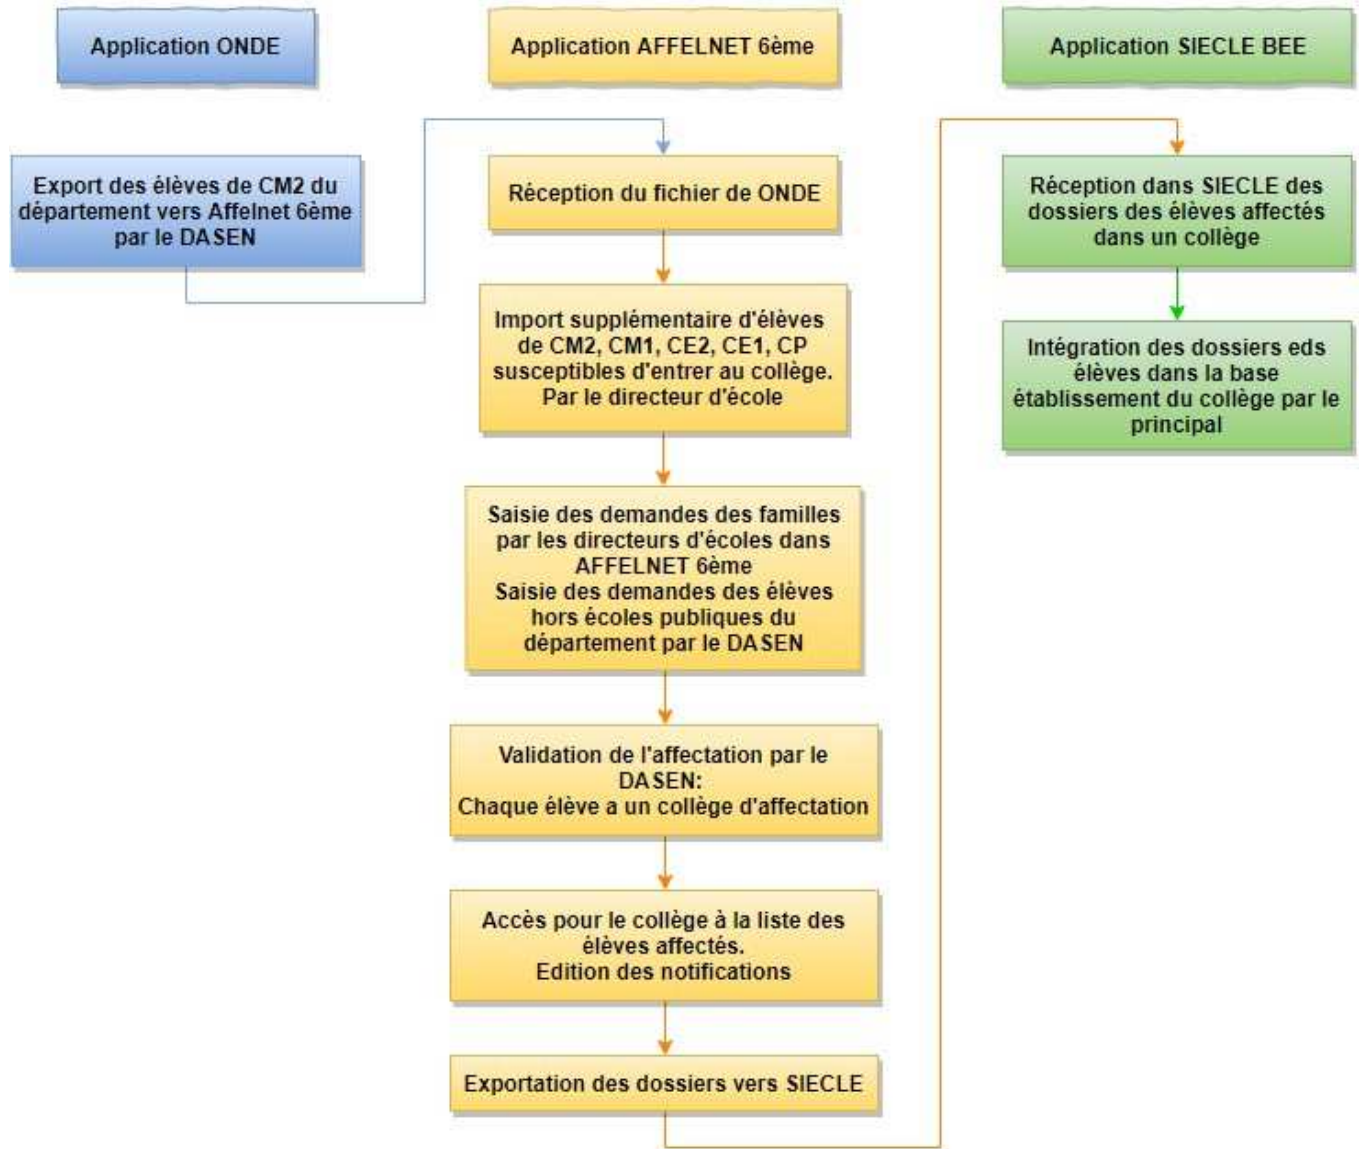 Application ONDE
Application AFFELNET 6ème
Application SIECLE BEE
Export des élèves de CM2 du
département vers Affelnet 6ème
par le DASEN
Réception du fichier de ONDE
Import supplémentaire d'élèves
de CM2, CM1, CE2, CE1, CP
susceptibles d'entrer au collège.
Par le directeur d'école
Saisie des demandes des familles
par les directeurs d'écoles dans
AFFELNET 6ème
Saisie des demandes des élèves
hors écoles publiques du
département par le DASEN
Validation de l'affectation par le
DASEN:
Chaque élève a un collège d'affectation
Accès pour le collège à la liste des
élèves affectés.
Edition des notifications
Exportation des dossiers vers SIECLE
Réception dans SIECLE des
dossiers des élèves affectés
dans un collège
Intégration des dossiers eds
élèves dans la base
établissement du collège par le
principal